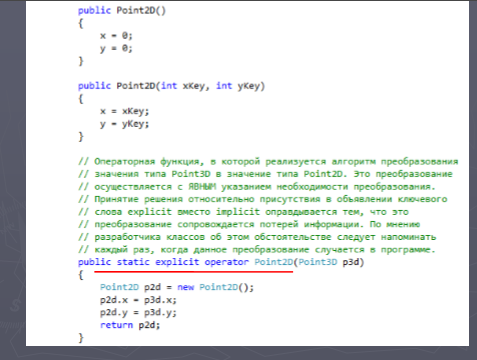 public Point2D()
{
x = 0;
y = 0;
}
public Point2D(int xKey, int yKey)
{
x = xKey;
y = yKey;
}
// Операторная функция, в которой реализуется алгоритм преобразования
// значения типа Point3D в значение типа Point2D. Это преобразование
// осуществляется с ЯВНЫМ указанием необходимости преобразования.
// Принятие решения относительно присутствия в объявлении ключевого
// слова explicit вместо implicit оправдывается тем, что это
// преобразование сопровождается потерей информации. По мнению
// разработчика классов об этом обстоятельстве следует напоминать
// каждый раз, когда данное преобразование случается в программе.
public static explicit operator Point2D(Point3D p3d)
{
Point2D p2d = new Point2D();
p2d.x = p3d.x;
p2d.y = p3d.y;
return p2d;
}